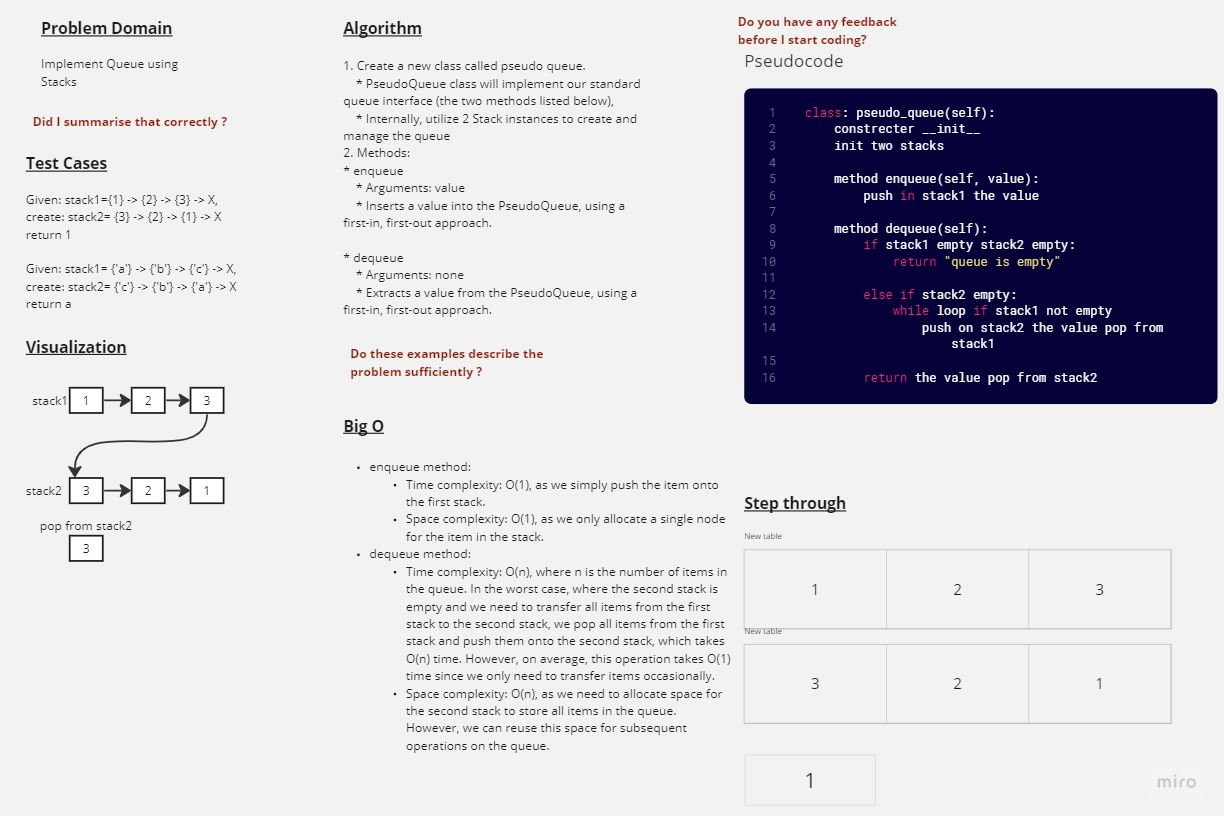 Problem Domain
Implement Queue using
Stacks
Did I summarise that correctly ?
Test Cases
Given: stack1={1} -> {2} -> {3} -> X,
create: stack2= {3} -> {2} -> {1} -> X
return 1
Given: stack1= {'a'} -> {'b'} -> {'c'} -> X,
create: stack2= {'c'} -> {'b'} -> {'a'} -> X
return a
Visualization
stack1 1 2 3
stack2 3 2 1
pop from stack2
3
Algorithm
1. Create a new class called pseudo queue.
* PseudoQueue class will implement our standard
queue interface (the two methods listed below),
* Internally, utilize 2 Stack instances to create and
manage the queue
2. Methods:
* enqueue
* Arguments: value
* Inserts a value into the PseudoQueue, using a
first-in, first-out approach.
* dequeue
* Arguments: none
* Extracts a value from the PseudoQueue, using a
first-in, first-out approach.
Do these examples describe the
problem sufficiently ?
Big O
• enqueue method:
• Time complexity: O(1), as we simply push the item onto
the first stack.
• Space complexity: O(1), as we only allocate a single node
for the item in the stack.
• dequeue method:
• Time complexity: O(n), where n is the number of items in
the queue. In the worst case, where the second stack is
empty and we need to transfer all items from the first
stack to the second stack, we pop all items from the first
stack and push them onto the second stack, which takes
O(n) time. However, on average, this operation takes O(1)
time since we only need to transfer items occasionally.
• Space complexity: O(n), as we need to allocate space for
the second stack to store all items in the queue.
However, we can reuse this space for subsequent
operations on the queue.
Do you have any feedback
before I start coding?
Pseudocode
1 class: pseudo_queue(self):
2 constrecter __init__
3 init two stacks
4
5 method enqueue(self, value):
6 push in stack1 the value
7
8 method dequeue(self):
9 if stack1 empty stack2 empty:
10 return "queue is empty"
11
12 else if stack2 empty:
13 while loop if stack1 not empty
14 push on stack2 the value pop from
stack1
15
16 return the value pop from stack2
Step through
New table
1 2 3
New table
3 2 1
1
miro